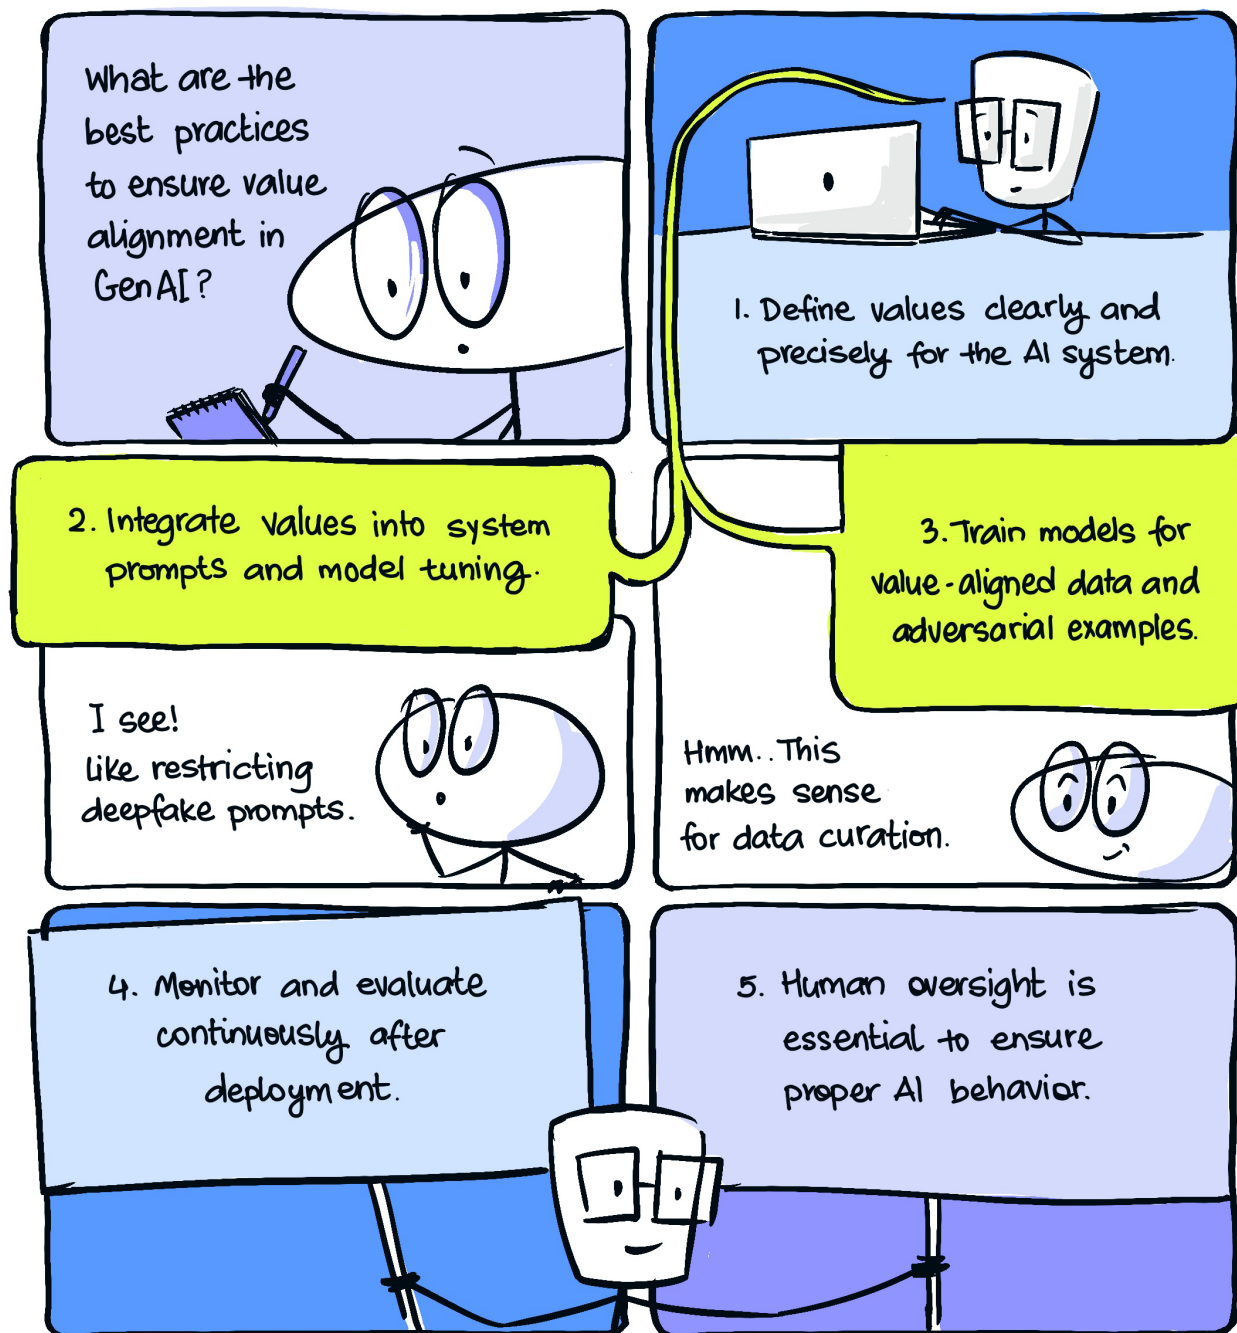 What are the
best practices
to ensure value
alignment in
GenAI?
1. Define values clearly and
precisely for the AI system.
2. Integrate values into system
prompts and model tuning.
I see!
Like restricting
deepfake prompts.
3. Train models for
value-aligned data and
adversarial examples.
Hmm.. This
makes sense
for data curation.
4. Monitor and evaluate
continuously after
deployment.
5. Human oversight is
essential to ensure
proper AI behavior.